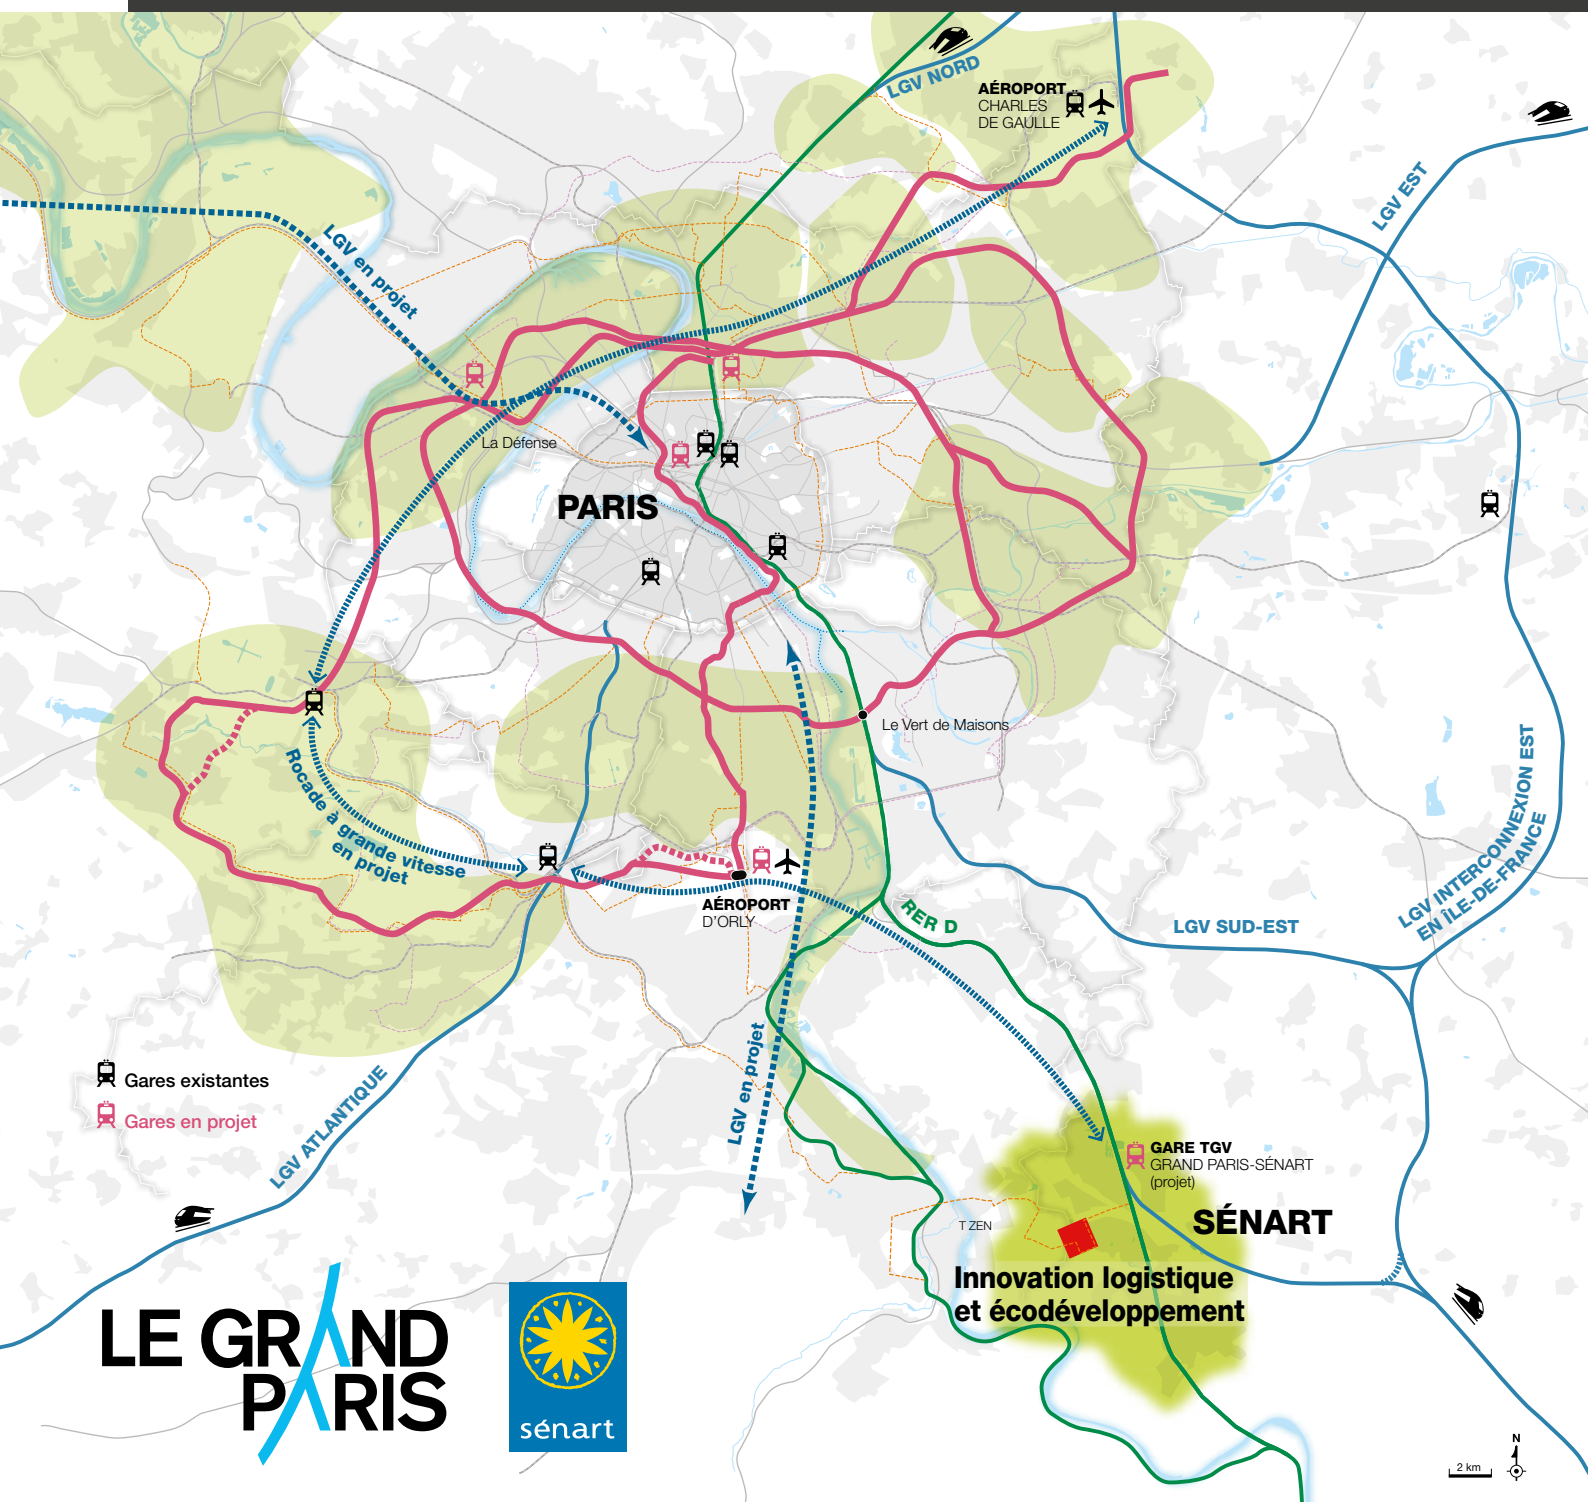 LGV NORD
AÉROPORT
CHARLES
DE GAULLE
LGV EST
LGV en projet
La Défense
PARIS
Le Vert de Maisons
Rocade à grande vitesse
en projet
AÉROPORT
D'ORLY
RER D
LGV SUD-EST
LGV INTERCONNEXION EST
EN ÎLE-DE-FRANCE
LGV en projet
Gares existantes
Gares en projet
LGV ATLANTIQUE
GARE TGV
GRAND PARIS-SÉNART
(projet)
SÉNART
T ZEN
Innovation logistique
et écodéveloppement
LE GRAND
PARIS
sénart
N
2 km